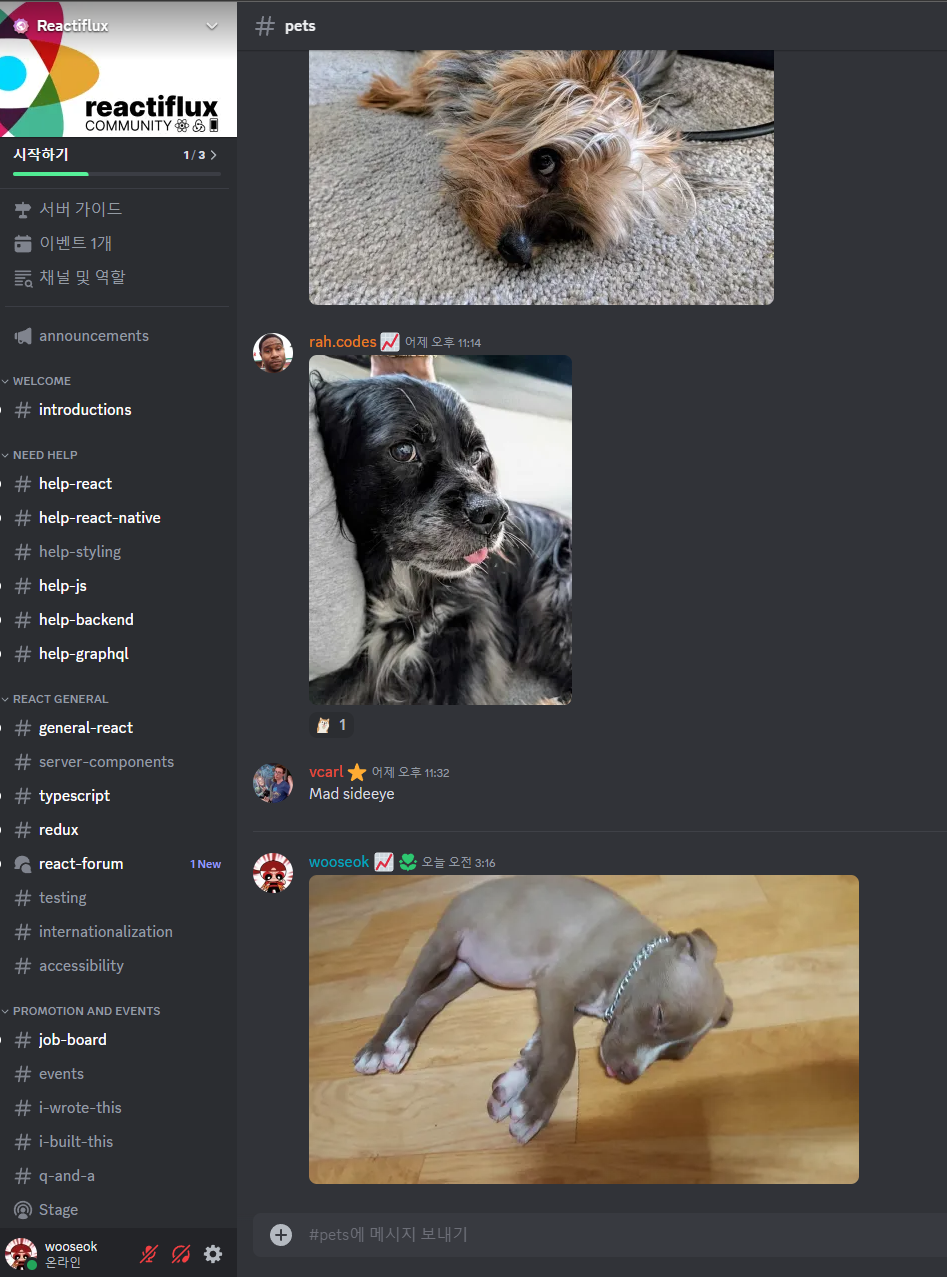 Reactiflux
reactiflux
COMMUNITY
시작하기 1 / 3
서버 가이드
이벤트 1개
채널 및 역할
announcements
WELCOME
introductions
NEED HELP
help-react
help-react-native
help-styling
help-js
help-backend
help-graphql
REACT GENERAL
general-react
server-components
typescript
redux
react-forum 1 New
testing
internationalization
accessibility
PROMOTION AND EVENTS
job-board
events
i-wrote-this
i-built-this
q-and-a
Stage
wooseok
온라인
# pets
rah.codes 어제 오후 11:14
1
vcarl 어제 오후 11:32
Mad sideeye
wooseok 오늘 오전 3:16
#pets에 메시지 보내기